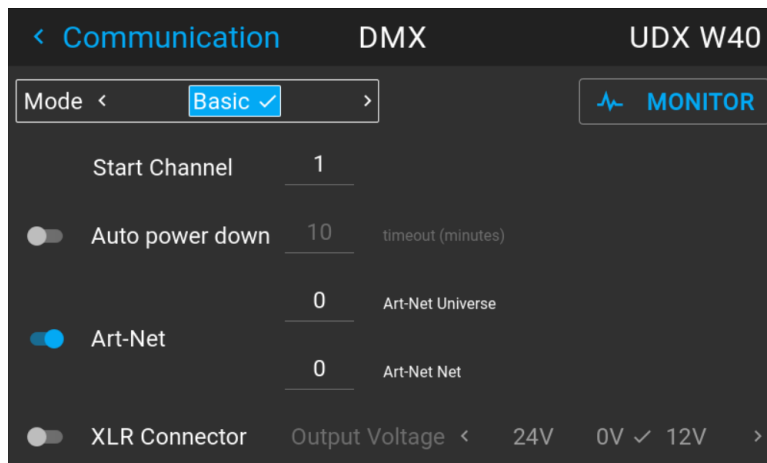 ‹ Communication DMX UDX W40
Mode ‹ Basic ✓ › MONITOR
Start Channel 1
Auto power down 10 timeout (minutes)
0 Art-Net Universe
Art-Net
0 Art-Net Net
XLR Connector Output Voltage ‹ 24V 0V ✓ 12V ›